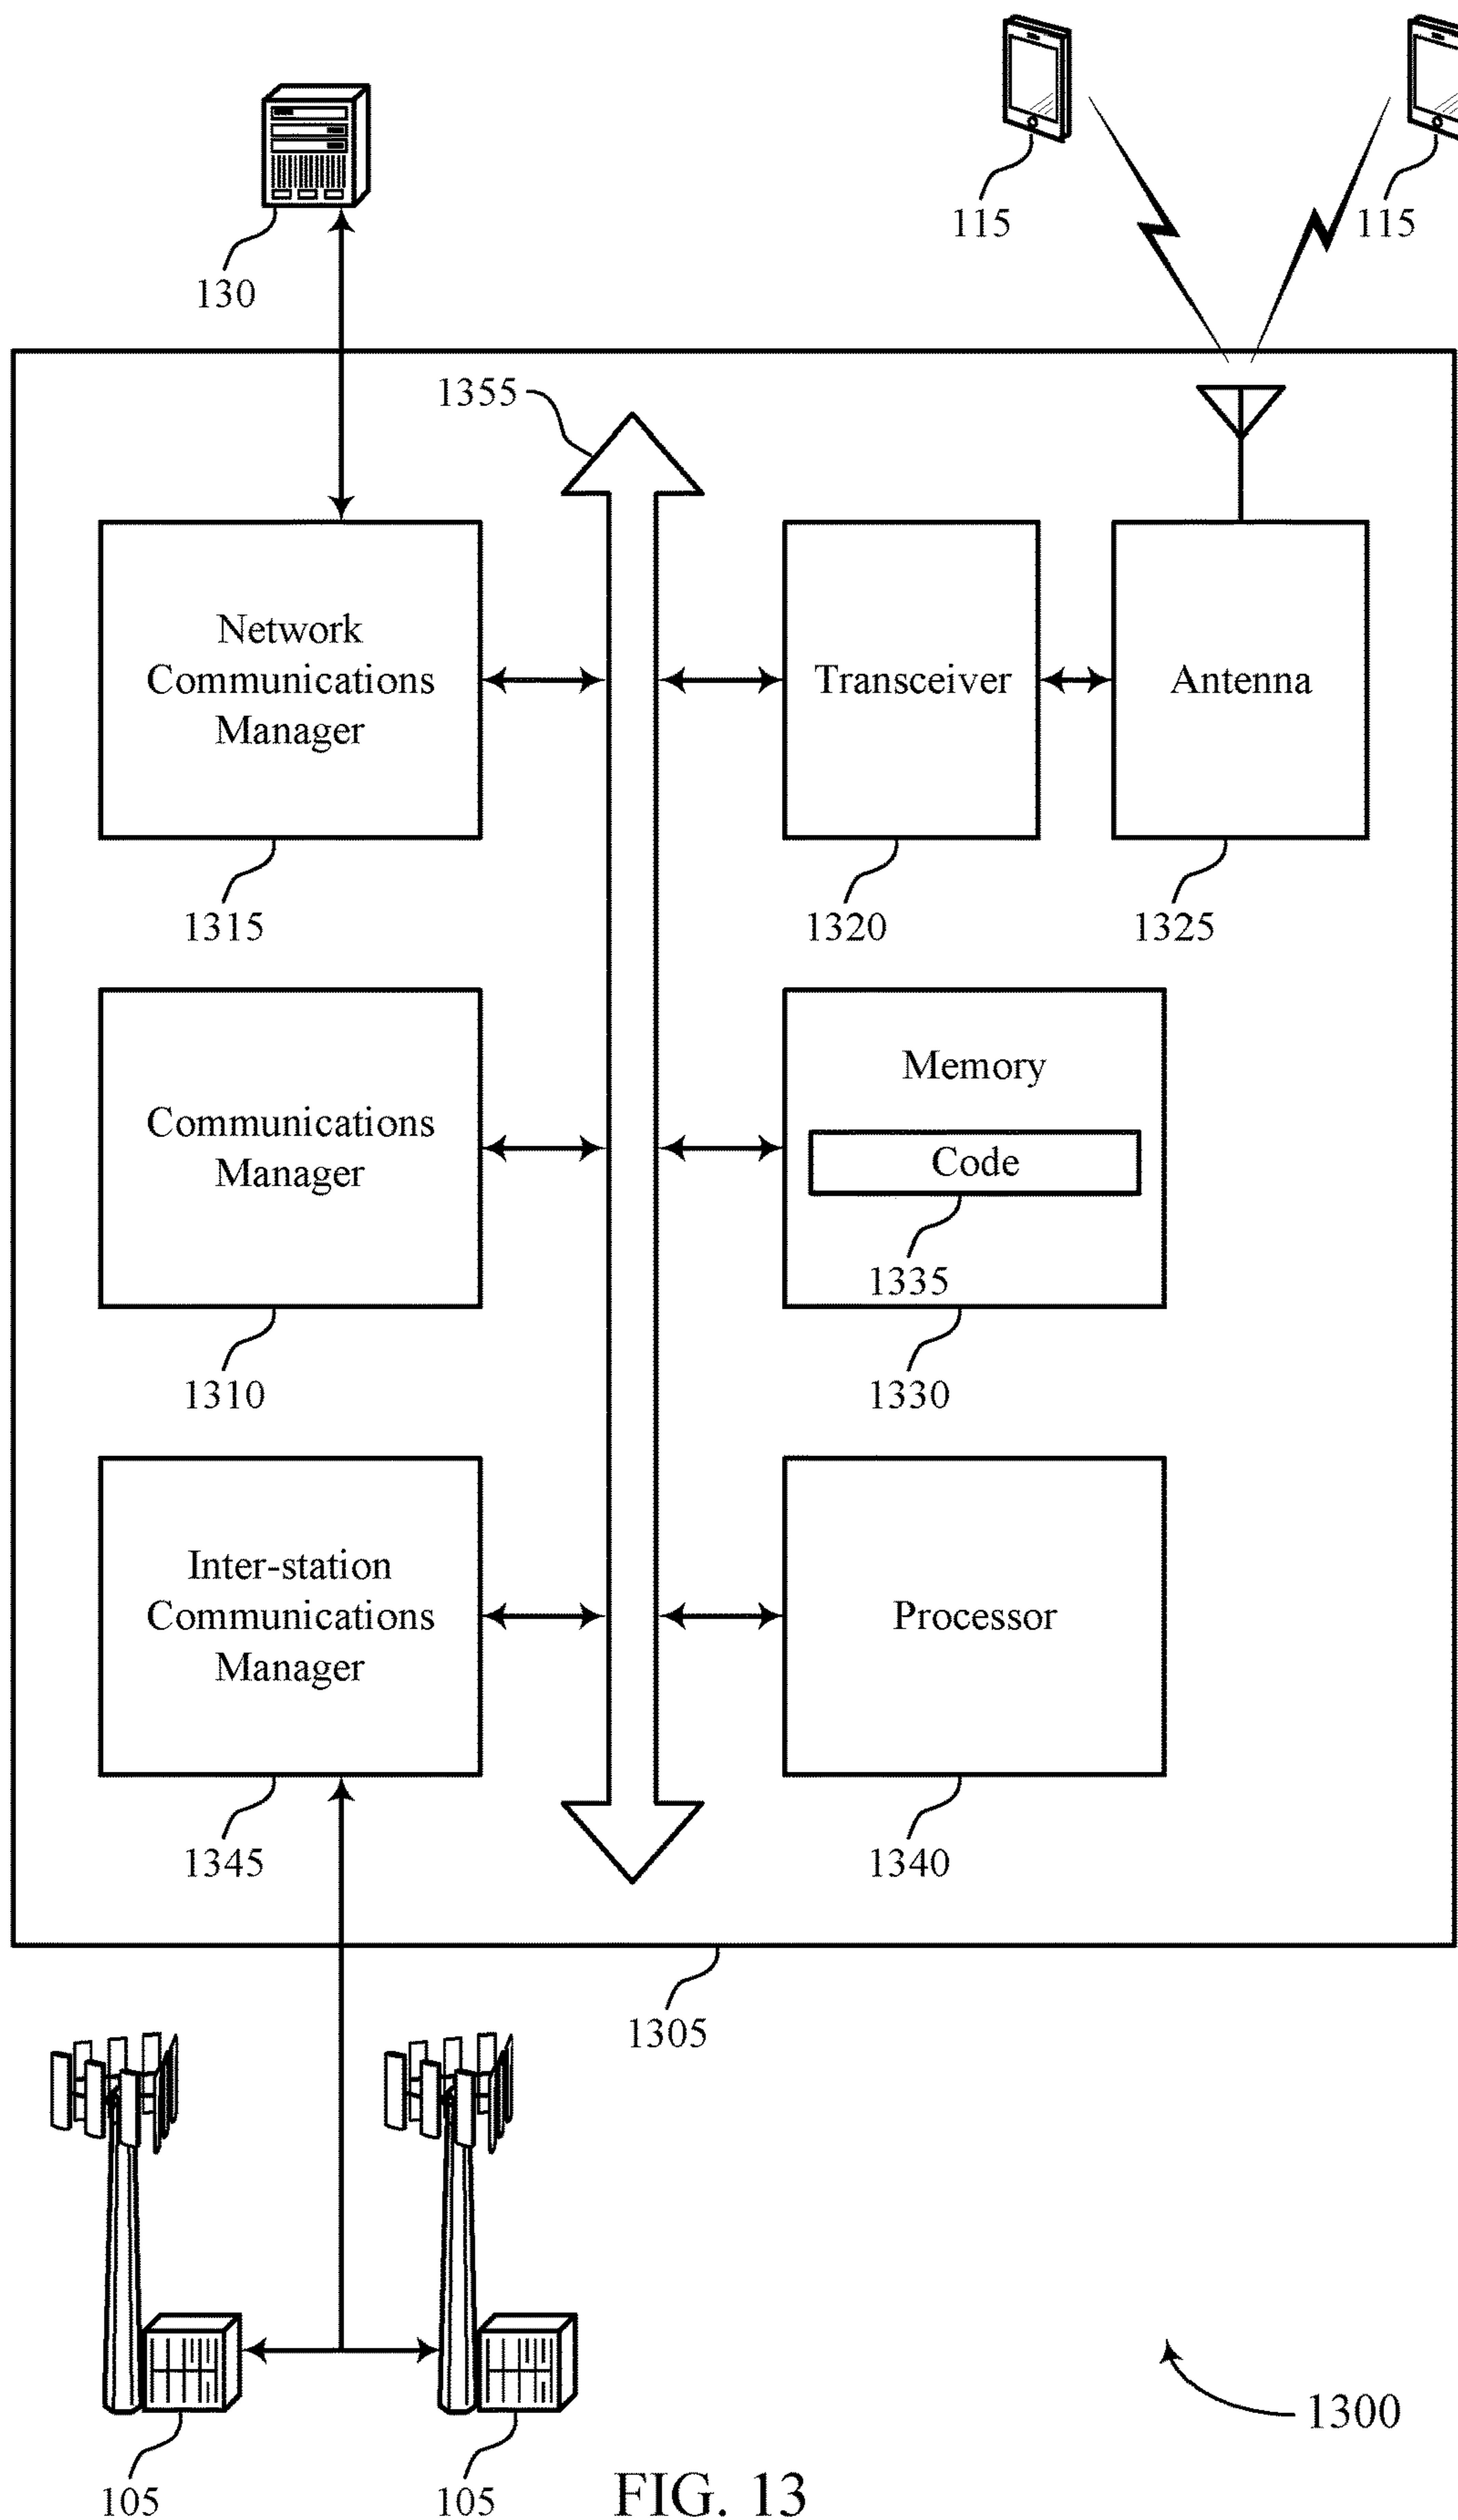 115
115
130
1355
Network
Communications
Manager
Transceiver
Antenna
1315
1320
1325
Communications
Manager
Memory
Code
1335
1310
1330
Inter-station
Communications
Manager
Processor
1345
1340
1305
1300
105
105
FIG. 13